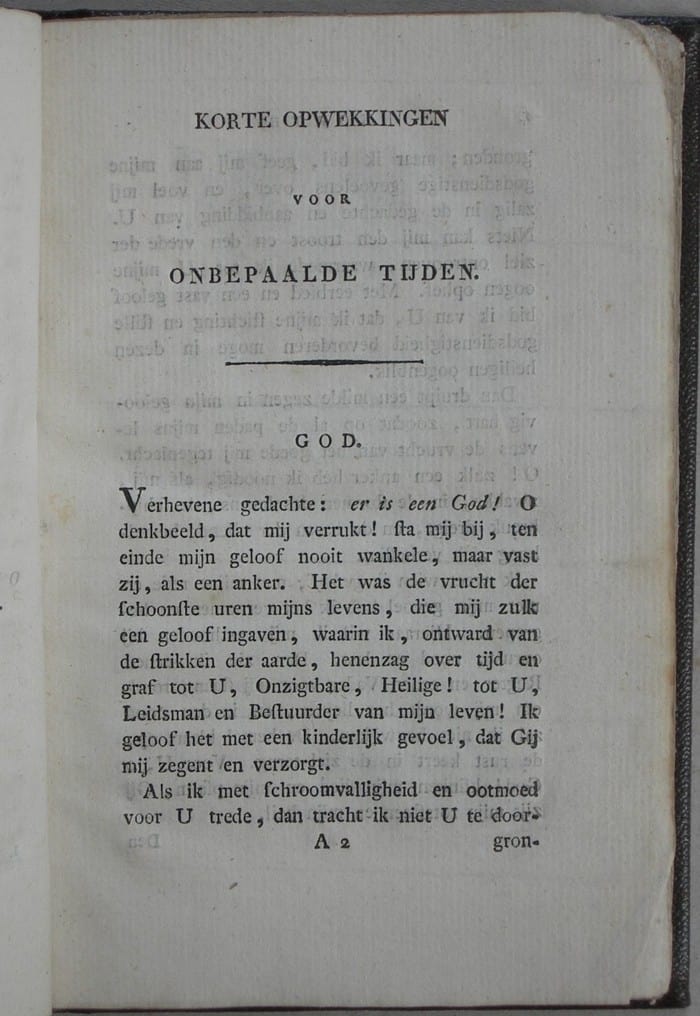 KORTE OPWEKKINGEN
VOOR
ONBEPAALDE TIJDEN.
GOD.
Verhevene gedachte: er is een God! O
denkbeeld, dat mij verrukt! ſta mij bij, ten
einde mijn geloof nooit wankele, maar vast
zij, als een anker. Het was de vrucht der
ſchoonſte uren mijns levens, die mij zulk
een geloof ingaven, waarin ik, ontward van
de ſtrikken der aarde, henenzag over tijd en
graf tot U, Onzigtbare, Heilige! tot U,
Leidsman en Beſtuurder van mijn leven! Ik
geloof het met een kinderlijk gevoel, dat Gij
mij zegent en verzorgt.
Als ik met ſchroomvalligheid en ootmoed
voor U trede, dan tracht ik niet U te door-
A 2 gron-